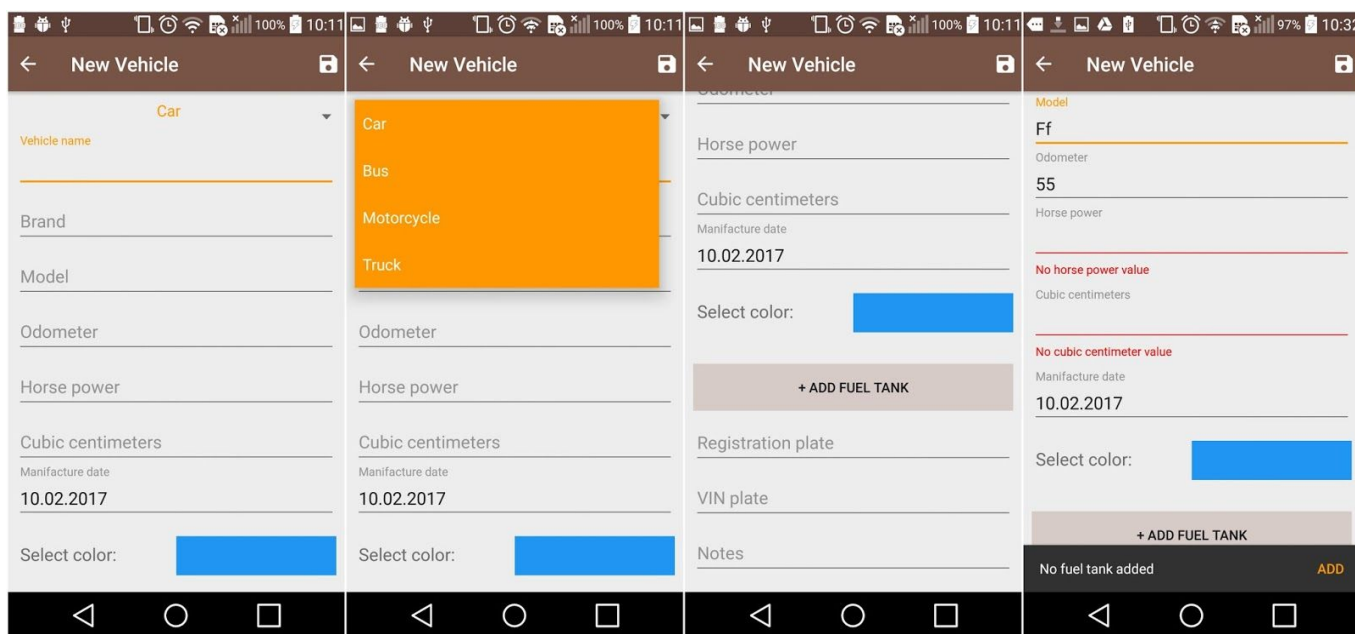 100% 10:11
New Vehicle
Car
Vehicle name
Brand
Model
Odometer
Horse power
Cubic centimeters
Manifacture date
10.02.2017
Select color:
100% 10:11
New Vehicle
Car
Bus
Motorcycle
Truck
Odometer
Horse power
Cubic centimeters
Manifacture date
10.02.2017
Select color:
100% 10:11
New Vehicle
Odometer
Horse power
Cubic centimeters
Manifacture date
10.02.2017
Select color:
+ ADD FUEL TANK
Registration plate
VIN plate
Notes
97% 10:32
New Vehicle
Model
Ff
Odometer
55
Horse power
No horse power value
Cubic centimeters
No cubic centimeter value
Manifacture date
10.02.2017
Select color:
+ ADD FUEL TANK
No fuel tank added ADD